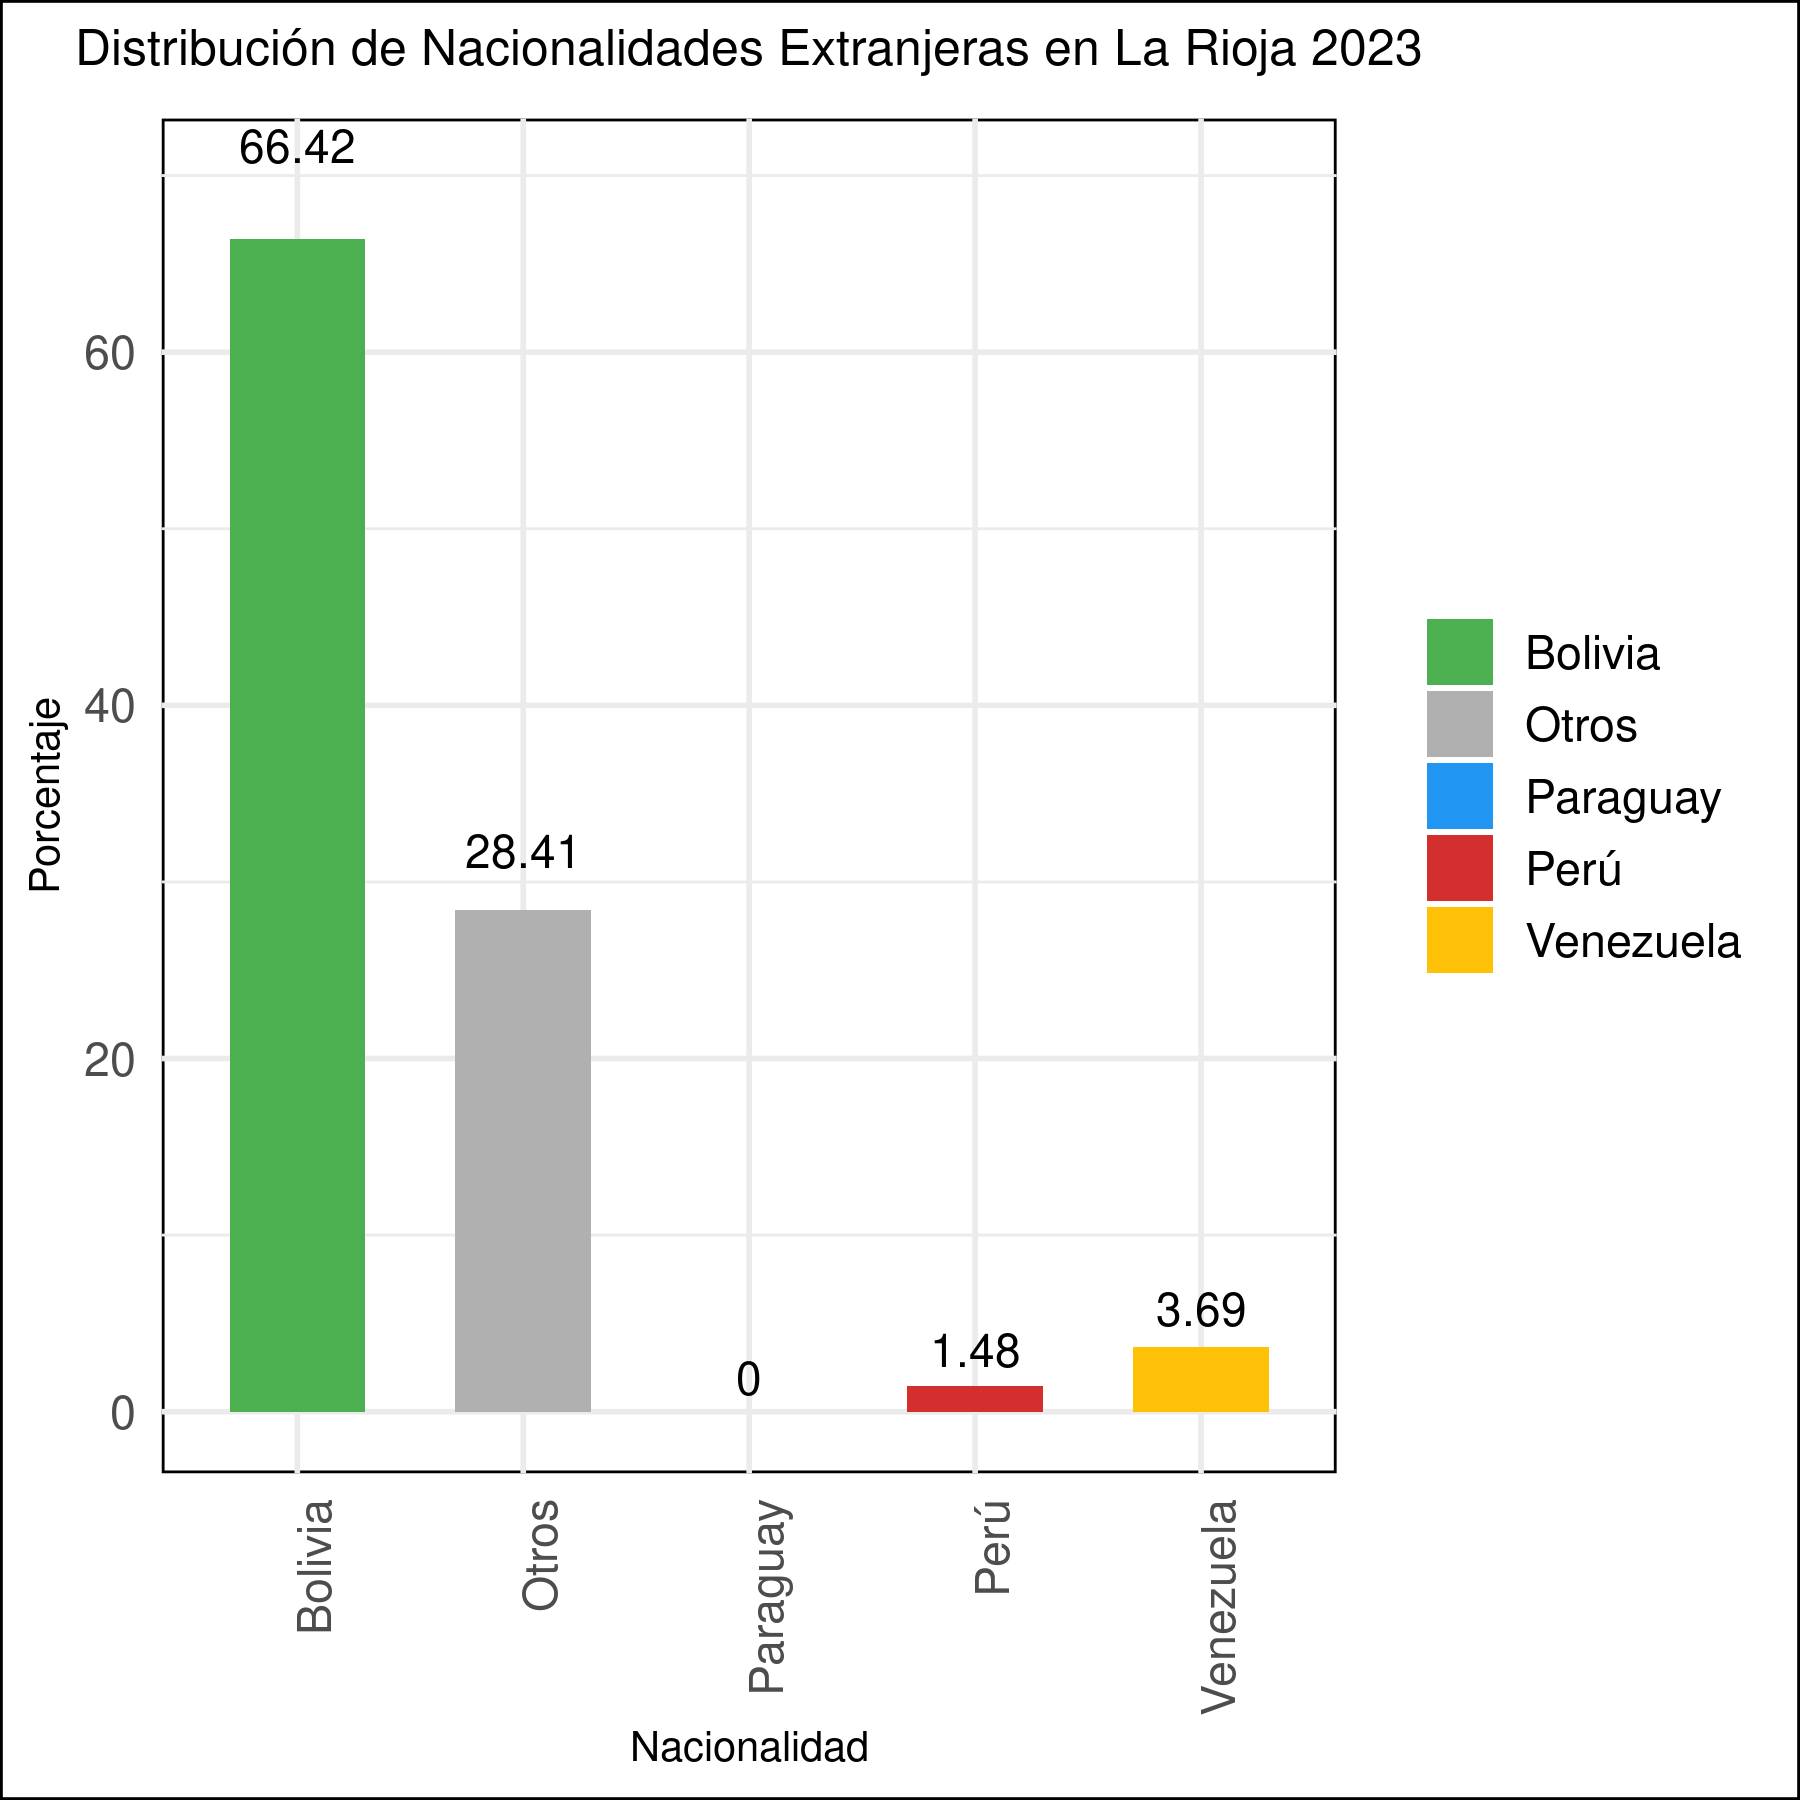 Distribución de Nacionalidades Extranjeras en La Rioja 2023
Porcentaje
60
40
20
0
66.42
28.41
0
1.48
3.69
Bolivia
Otros
Paraguay
Perú
Venezuela
Nacionalidad
Bolivia
Otros
Paraguay
Perú
Venezuela